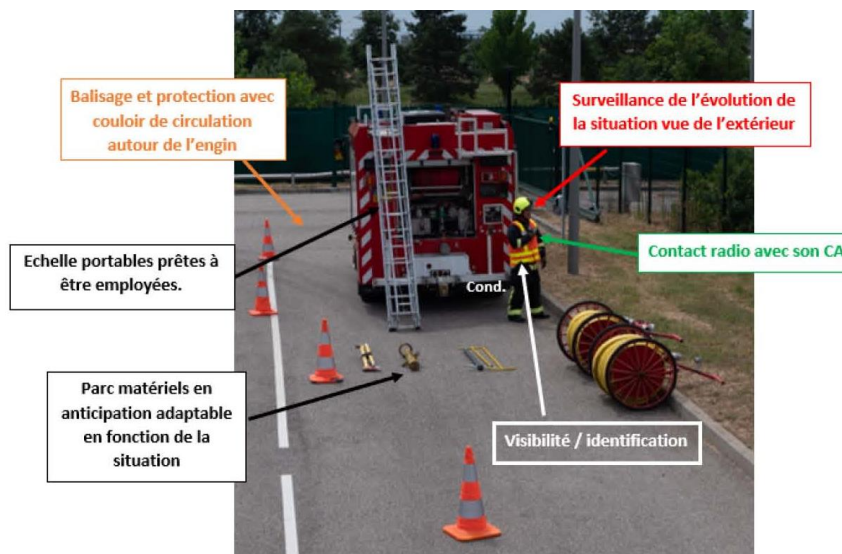 Balisage et protection avec
couloir de circulation
autour de l'engin
Surveillance de l'évolution de
la situation vue de l'extérieur
Echelle portables prêtes à
être employées.
Contact radio avec son CA
Cond.
Parc matériels en
anticipation adaptable
en fonction de la
situation
Visibilité / identification